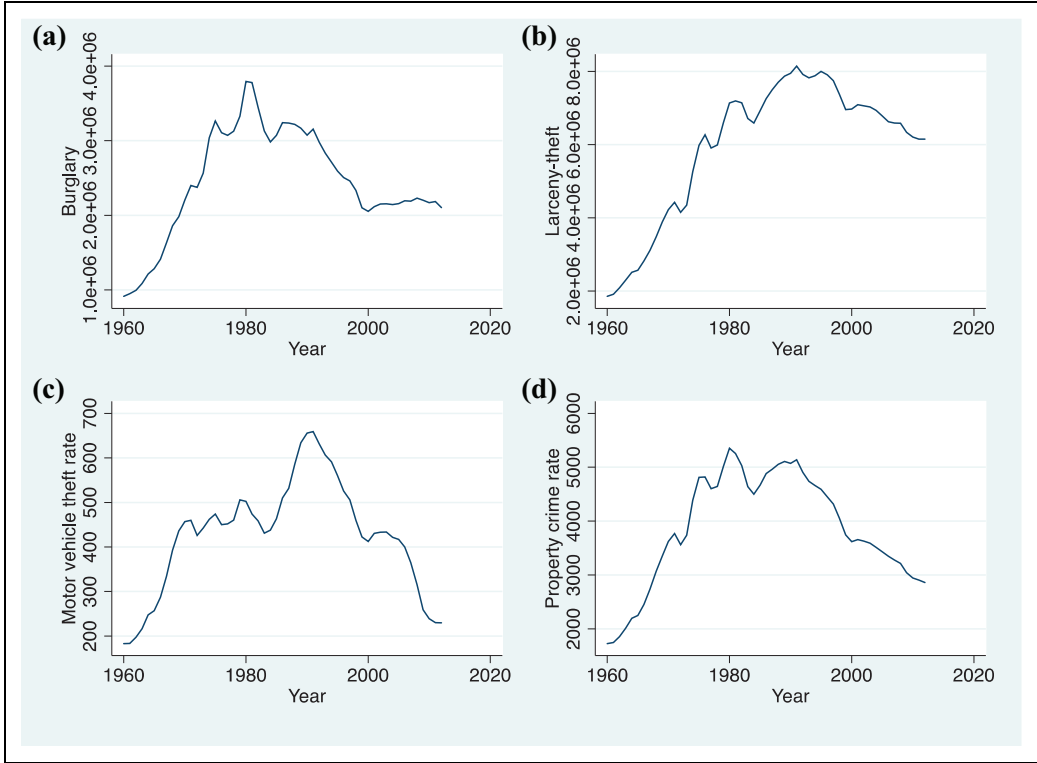 (a)
Burglary
1.0e+06 2.0e+06 3.0e+06 4.0e+06
1960 1980 2000 2020
Year
(b)
Larceny-theft
2.0e+06 4.0e+06 6.0e+06 8.0e+06
1960 1980 2000 2020
Year
(c)
Motor vehicle theft rate
200 300 400 500 600 700
1960 1980 2000 2020
Year
(d)
Property crime rate
2000 3000 4000 5000 6000
1960 1980 2000 2020
Year